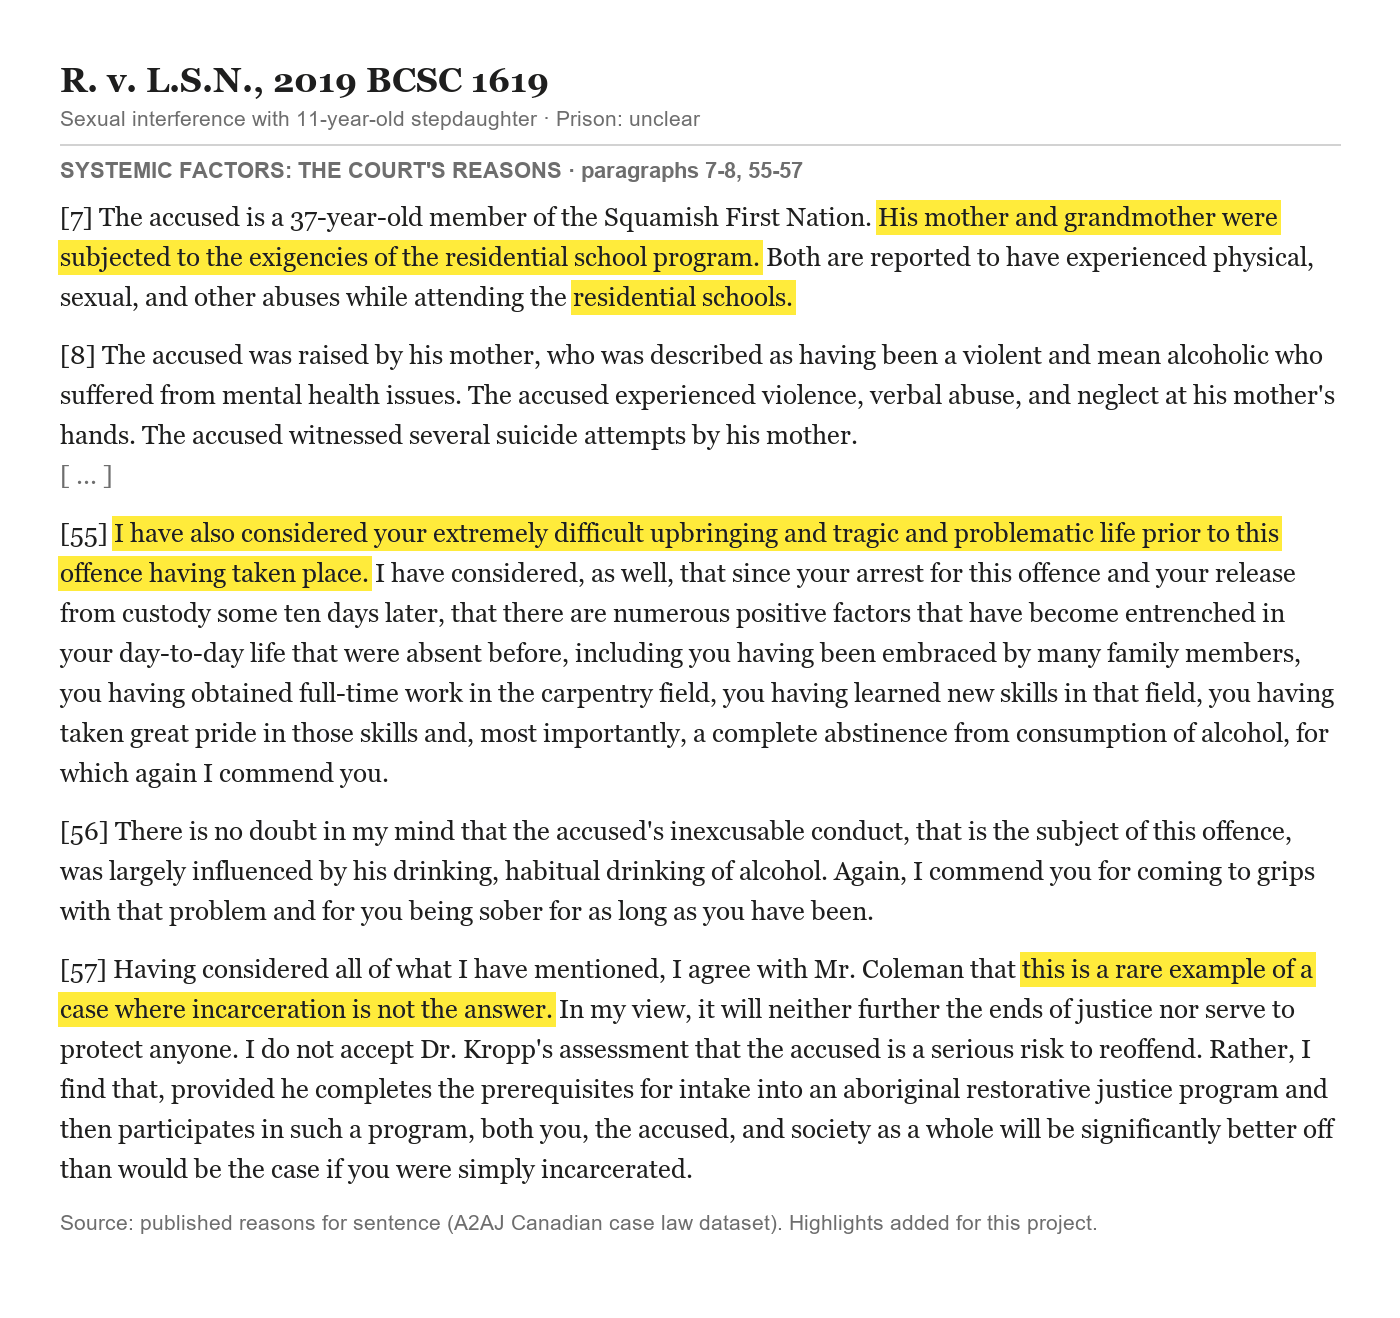 R. v. L.S.N., 2019 BCSC 1619
Sexual interference with 11-year-old stepdaughter · Prison: unclear
SYSTEMIC FACTORS: THE COURT'S REASONS · paragraphs 7-8, 55-57
[7] The accused is a 37-year-old member of the Squamish First Nation. His mother and grandmother were
subjected to the exigencies of the residential school program. Both are reported to have experienced physical,
sexual, and other abuses while attending the residential schools.
[8] The accused was raised by his mother, who was described as having been a violent and mean alcoholic who
suffered from mental health issues. The accused experienced violence, verbal abuse, and neglect at his mother's
hands. The accused witnessed several suicide attempts by his mother.
[ ... ]
[55] I have also considered your extremely difficult upbringing and tragic and problematic life prior to this
offence having taken place. I have considered, as well, that since your arrest for this offence and your release
from custody some ten days later, that there are numerous positive factors that have become entrenched in
your day-to-day life that were absent before, including you having been embraced by many family members,
you having obtained full-time work in the carpentry field, you having learned new skills in that field, you having
taken great pride in those skills and, most importantly, a complete abstinence from consumption of alcohol, for
which again I commend you.
[56] There is no doubt in my mind that the accused's inexcusable conduct, that is the subject of this offence,
was largely influenced by his drinking, habitual drinking of alcohol. Again, I commend you for coming to grips
with that problem and for you being sober for as long as you have been.
[57] Having considered all of what I have mentioned, I agree with Mr. Coleman that this is a rare example of a
case where incarceration is not the answer. In my view, it will neither further the ends of justice nor serve to
protect anyone. I do not accept Dr. Kropp's assessment that the accused is a serious risk to reoffend. Rather, I
find that, provided he completes the prerequisites for intake into an aboriginal restorative justice program and
then participates in such a program, both you, the accused, and society as a whole will be significantly better off
than would be the case if you were simply incarcerated.
Source: published reasons for sentence (A2AJ Canadian case law dataset). Highlights added for this project.